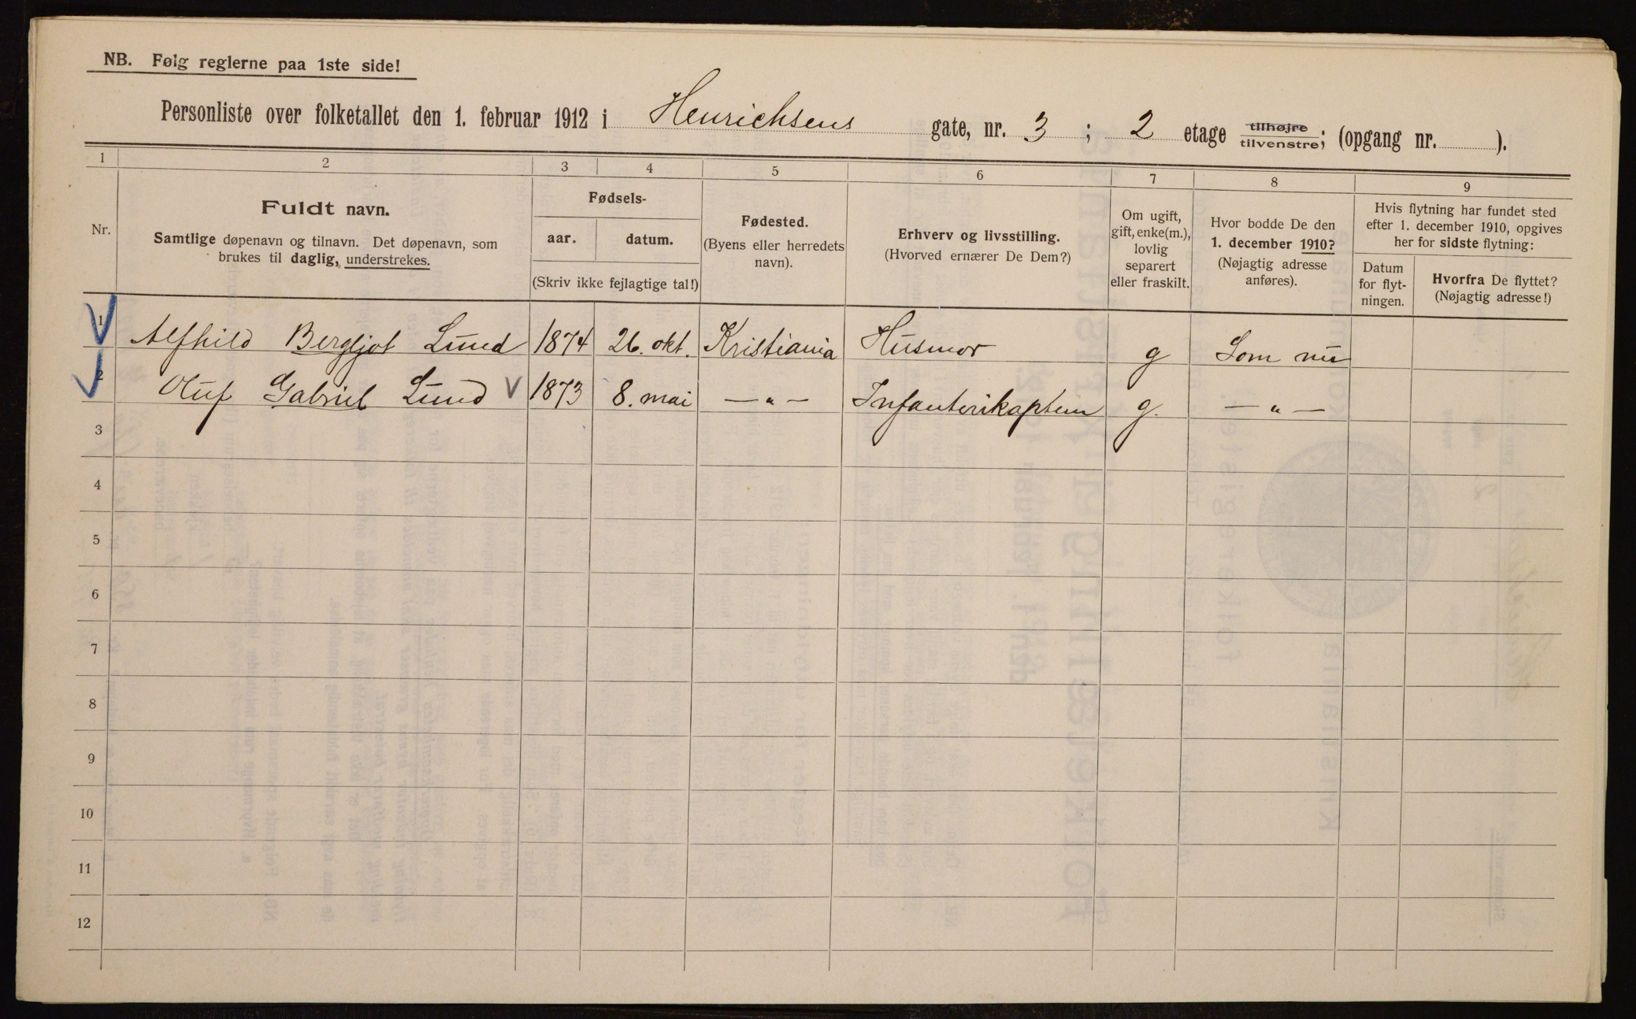 NB. Følg reglerne paa 1ste side!
Personliste over folketallet den 1. februar 1912 i Henrichsens gate, nr. 3 ; 2 etage tilhøjre tilvenstre; (opgang nr. ).
1 2 3 4 5 6 7 8 9
Nr.
Fuldt navn.
Samtlige døpenavn og tilnavn. Det døpenavn, som
brukes til daglig, understrekes.
Fødsels-
aar. datum.
(Skriv ikke fejlagtige tal!)
Fødested.
(Byens eller herredets
navn).
Erhverv og livsstilling.
(Hvorved ernærer De Dem?)
Om ugift,
gift, enke(m.),
lovlig
separert
eller fraskilt.
Hvor bodde De den
1. december 1910?
(Nøjagtig adresse
anføres).
Hvis flytning har fundet sted
efter 1. december 1910, opgives
her for sidste flytning:
Datum
for flyt-
ningen.
Hvorfra De flyttet?
(Nøjagtig adresse!)
1 Alfhild Bergljot Lund 1874 26. okt. Kristiania Husmor g Som nu
2 Oluf Gabriel Lund V 1873 8. mai — „ — Infanterikaptein g. — „ —
3
4
5
6
7
8
9
10
11
12